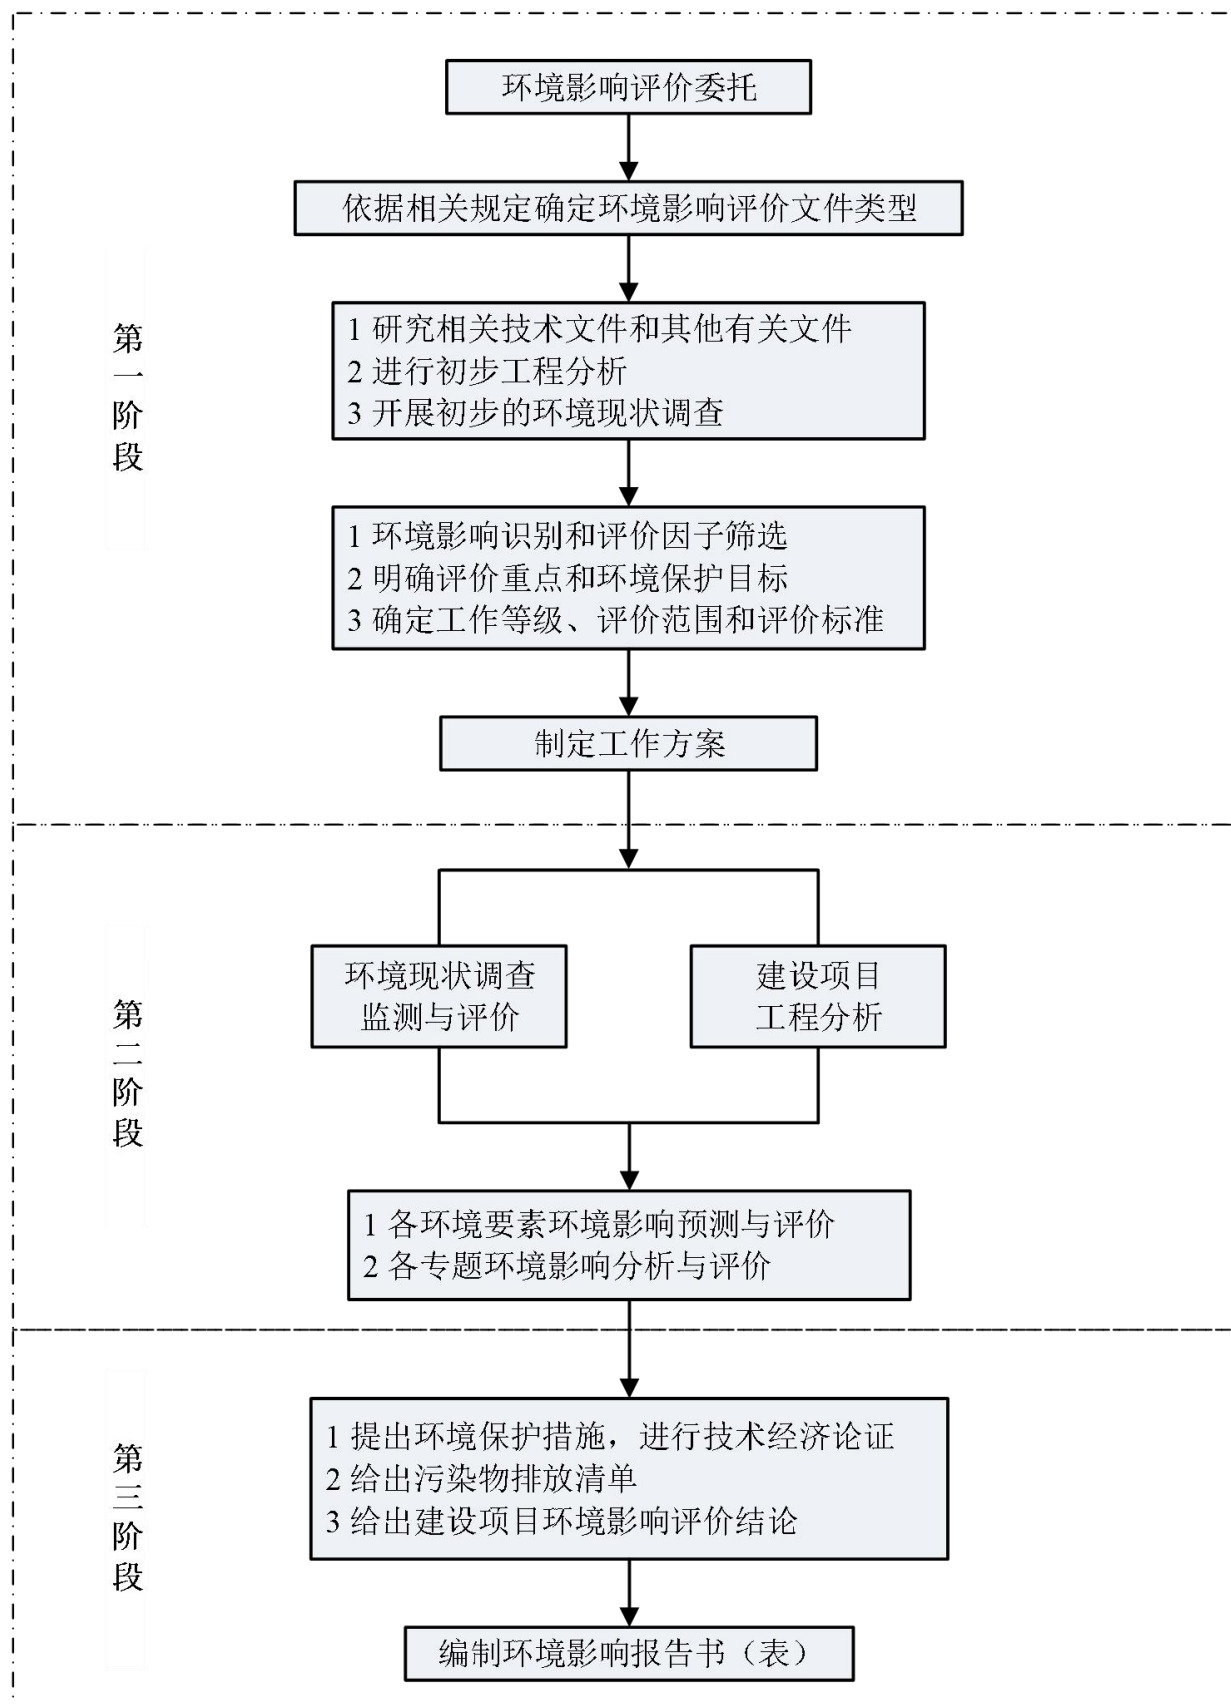 环境影响评价委托
依据相关规定确定环境影响评价文件类型
第一阶段
1 研究相关技术文件和其他有关文件
2 进行初步工程分析
3 开展初步的环境现状调查
1 环境影响识别和评价因子筛选
2 明确评价重点和环境保护目标
3 确定工作等级、评价范围和评价标准
制定工作方案
第二阶段
环境现状调查
监测与评价
建设项目
工程分析
1 各环境要素环境影响预测与评价
2 各专题环境影响分析与评价
第三阶段
1 提出环境保护措施，进行技术经济论证
2 给出污染物排放清单
3 给出建设项目环境影响评价结论
编制环境影响报告书（表）